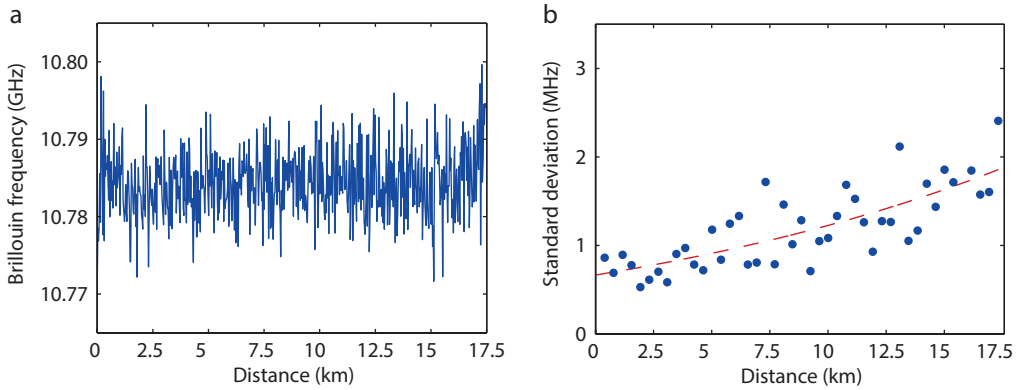 a
Brillouin frequency (GHz)
10.80
10.79
10.78
10.77
0 2.5 5 7.5 10 12.5 15 17.5
Distance (km)
b
Standard deviation (MHz)
3
2
1
0
0 2.5 5.0 7.5 10 12.5 15 17.5
Distance (km)